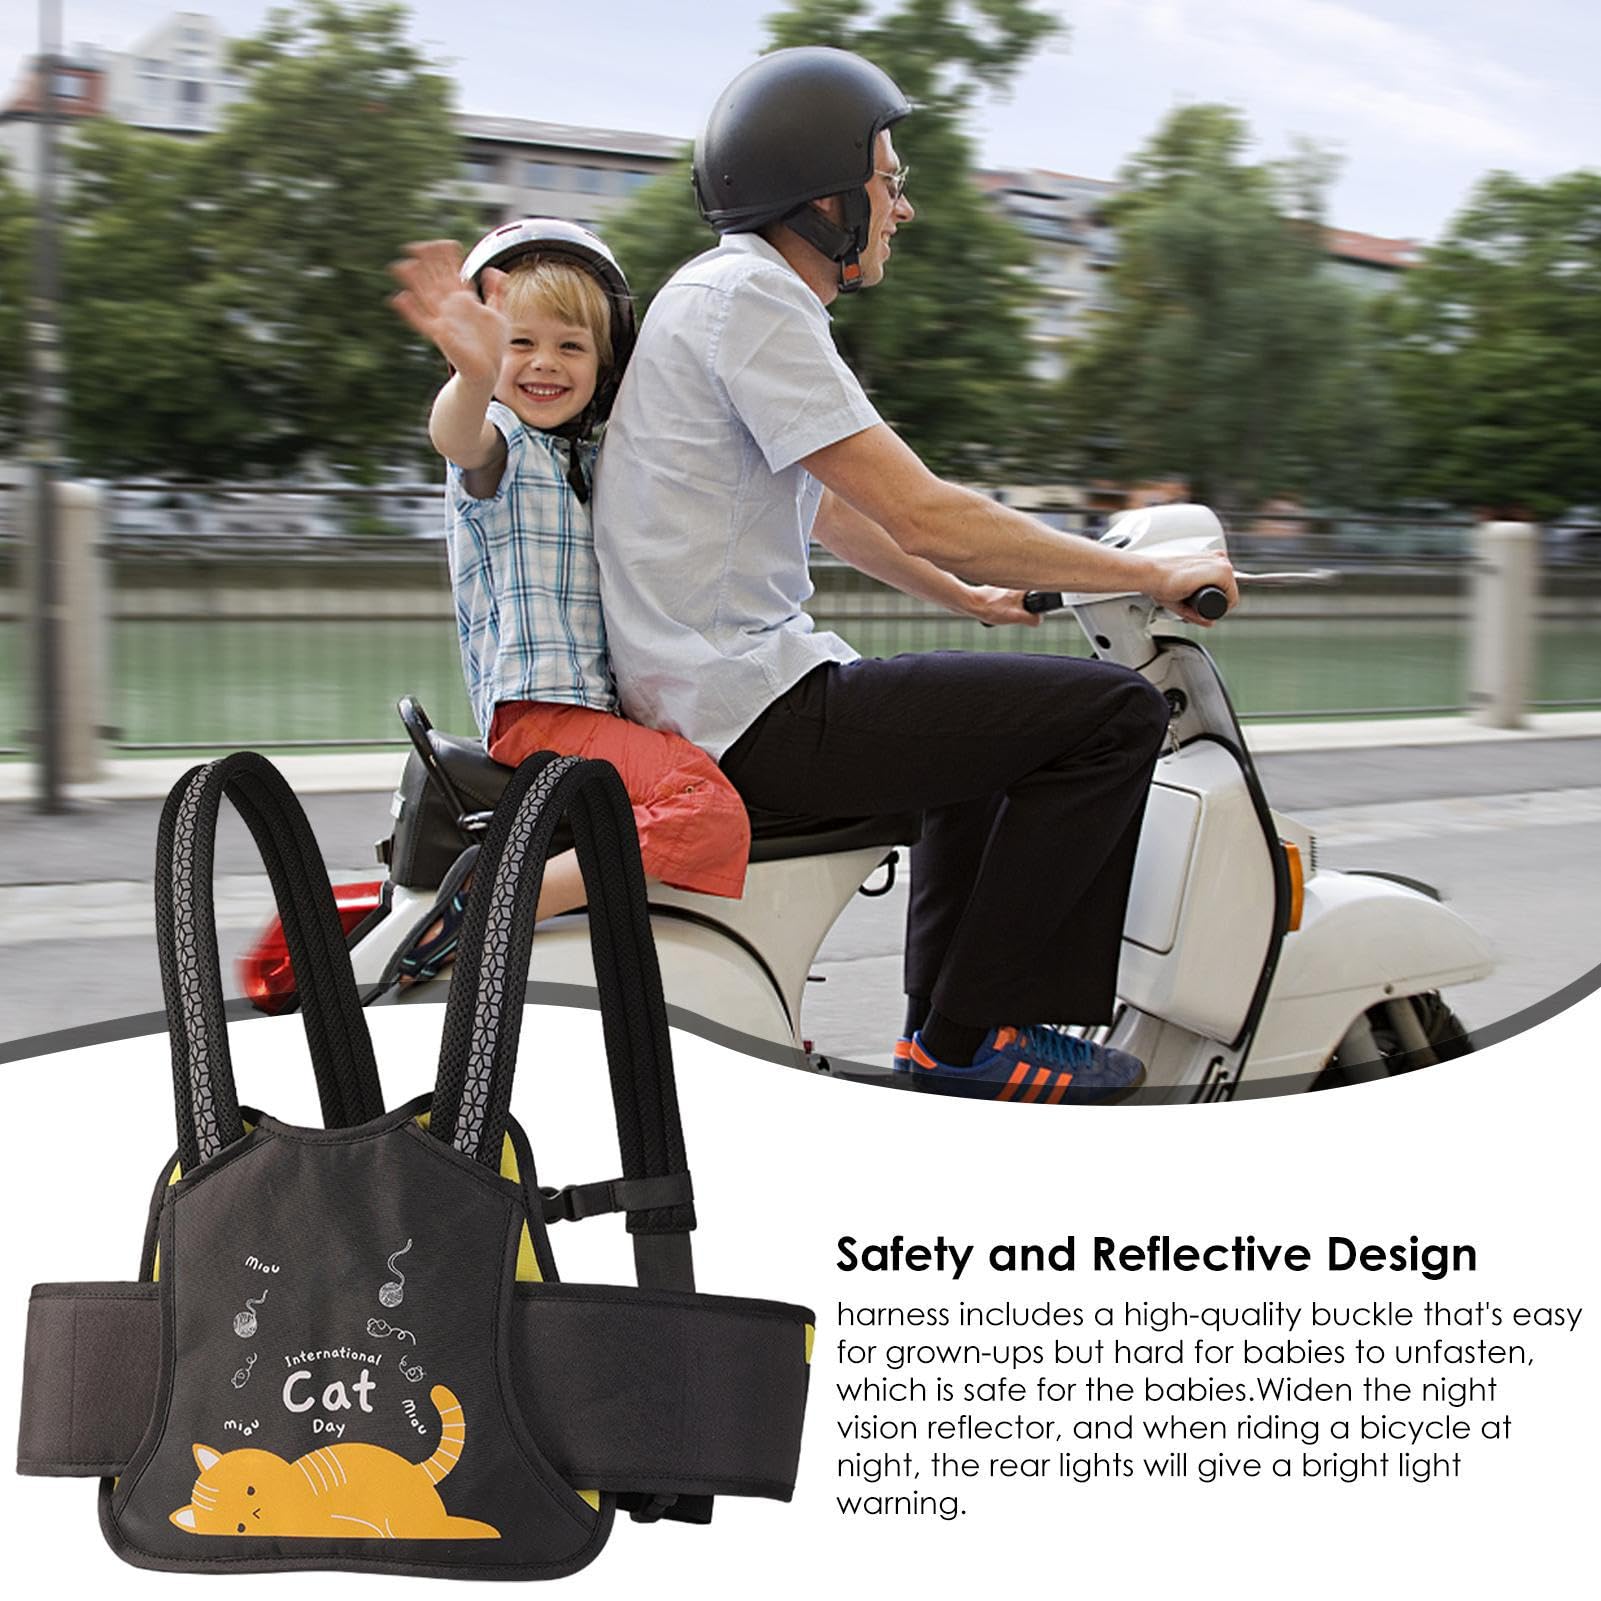 Safety and Reflective Design
harness includes a high-quality buckle that's easy
for grown-ups but hard for babies to unfasten,
which is safe for the babies.Widen the night
vision reflector, and when riding a bicycle at
night, the rear lights will give a bright light
warning.
Miau
International
Cat
Day
miau
Miau